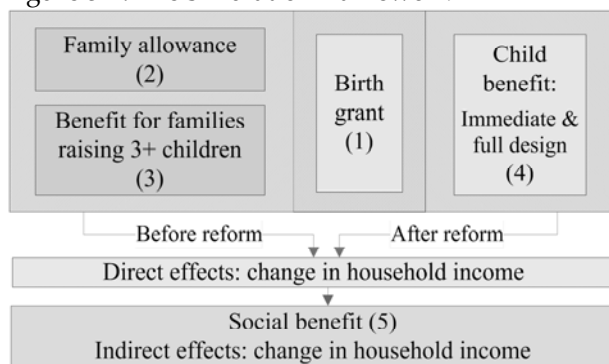 Family allowance
(2)
Benefit for families
raising 3+ children
(3)
Birth
grant
(1)
Child
benefit:
Immediate &
full design
(4)
Before reform
After reform
Direct effects: change in household income
Social benefit (5)
Indirect effects: change in household income